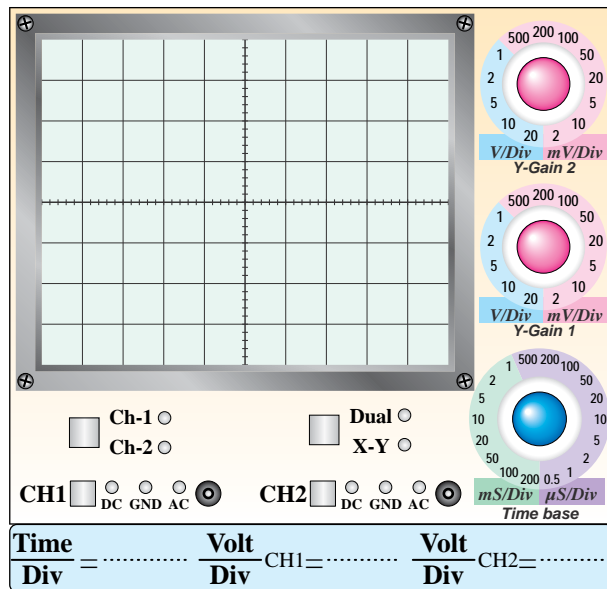 500 200 100
1 50
2 20
5 10
10 20 2
V/Div mV/Div
Y-Gain 2
500 200 100
1 50
2 20
5 10
10 20 2
V/Div mV/Div
Y-Gain 1
1 500 200 100
2 50
5 20
10 10
20 5
50 2
100 200 0.5 1
mS/Div µS/Div
Time base
Ch-1
Ch-2
Dual
X-Y
CH1 DC GND AC
CH2 DC GND AC
Time
Div = ..........
Volt
Div CH1= ..........
Volt
Div CH2= ..............